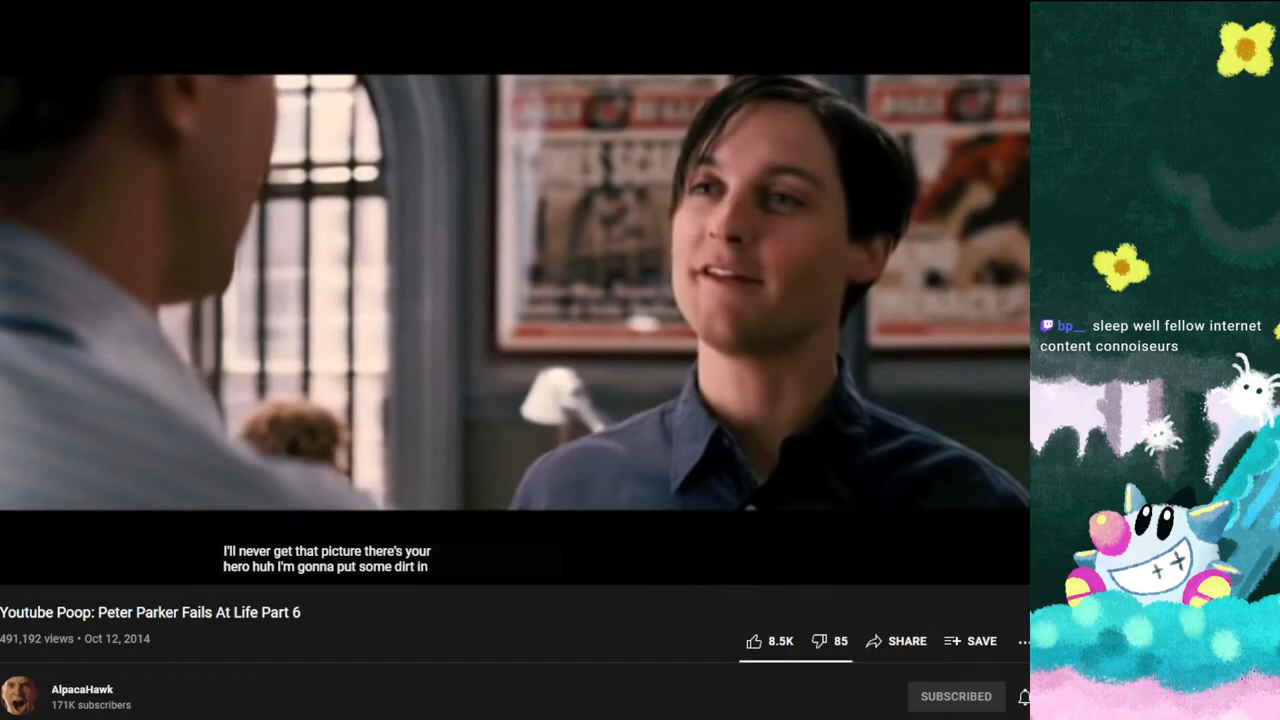 I'll never get that picture there's your
hero huh I'm gonna put some dirt in
Youtube Poop: Peter Parker Fails At Life Part 6
491,192 views • Oct 12, 2014
8.5K 85 SHARE SAVE ...
AlpacaHawk
171K subscribers
SUBSCRIBED
bp__ sleep well fellow internet
content connoiseurs